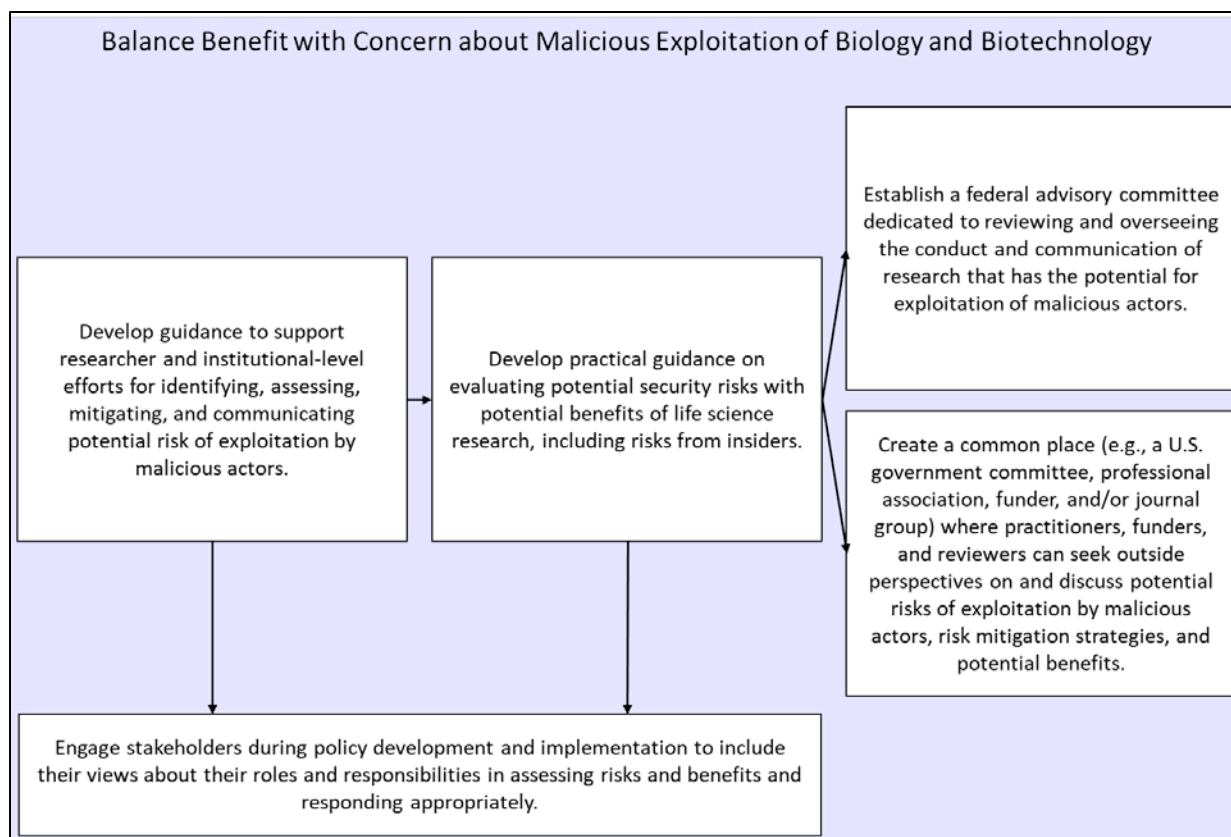 Balance Benefit with Concern about Malicious Exploitation of Biology and Biotechnology
Develop guidance to support
researcher and institutional-level
efforts for identifying, assessing,
mitigating, and communicating
potential risk of exploitation by
malicious actors.
Develop practical guidance on
evaluating potential security risks with
potential benefits of life science
research, including risks from insiders.
Establish a federal advisory committee
dedicated to reviewing and overseeing
the conduct and communication of
research that has the potential for
exploitation of malicious actors.
Create a common place (e.g., a U.S.
government committee, professional
association, funder, and/or journal
group) where practitioners, funders,
and reviewers can seek outside
perspectives on and discuss potential
risks of exploitation by malicious
actors, risk mitigation strategies, and
potential benefits.
Engage stakeholders during policy development and implementation to include
their views about their roles and responsibilities in assessing risks and benefits and
responding appropriately.